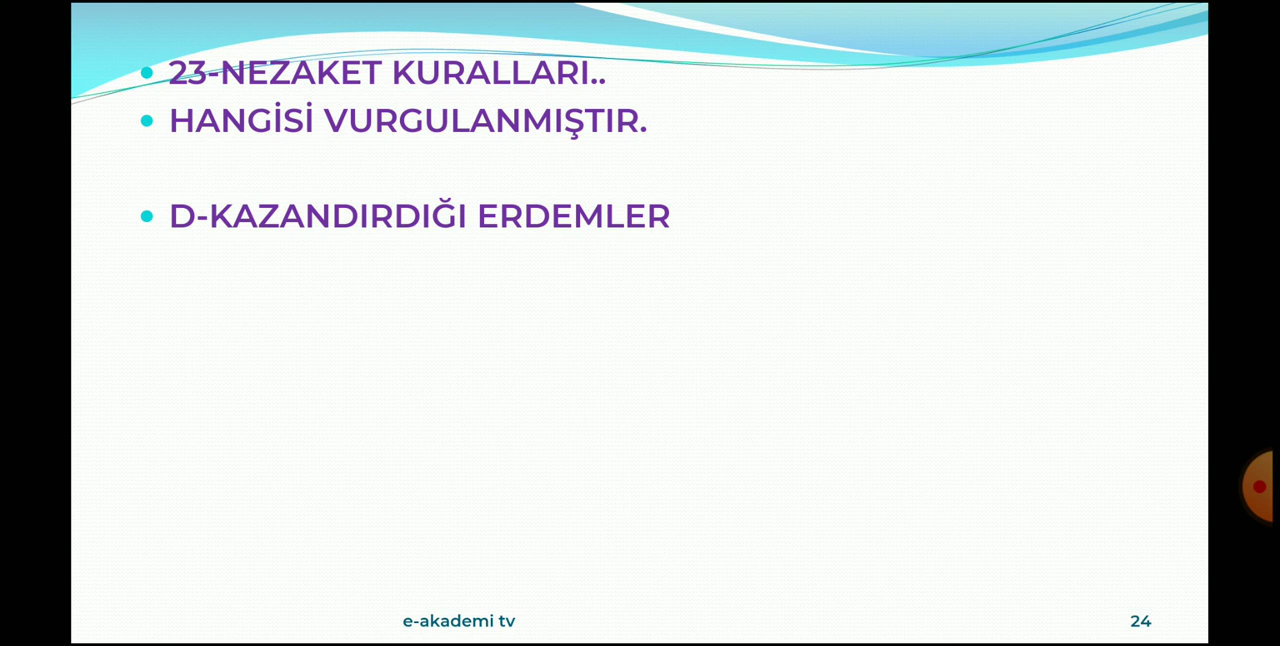 23-NEZAKET KURALLARI..
HANGİSİ VURGULANMIŞTIR.
D-KAZANDIRDIĞI ERDEMLER
e-akademi tv
24